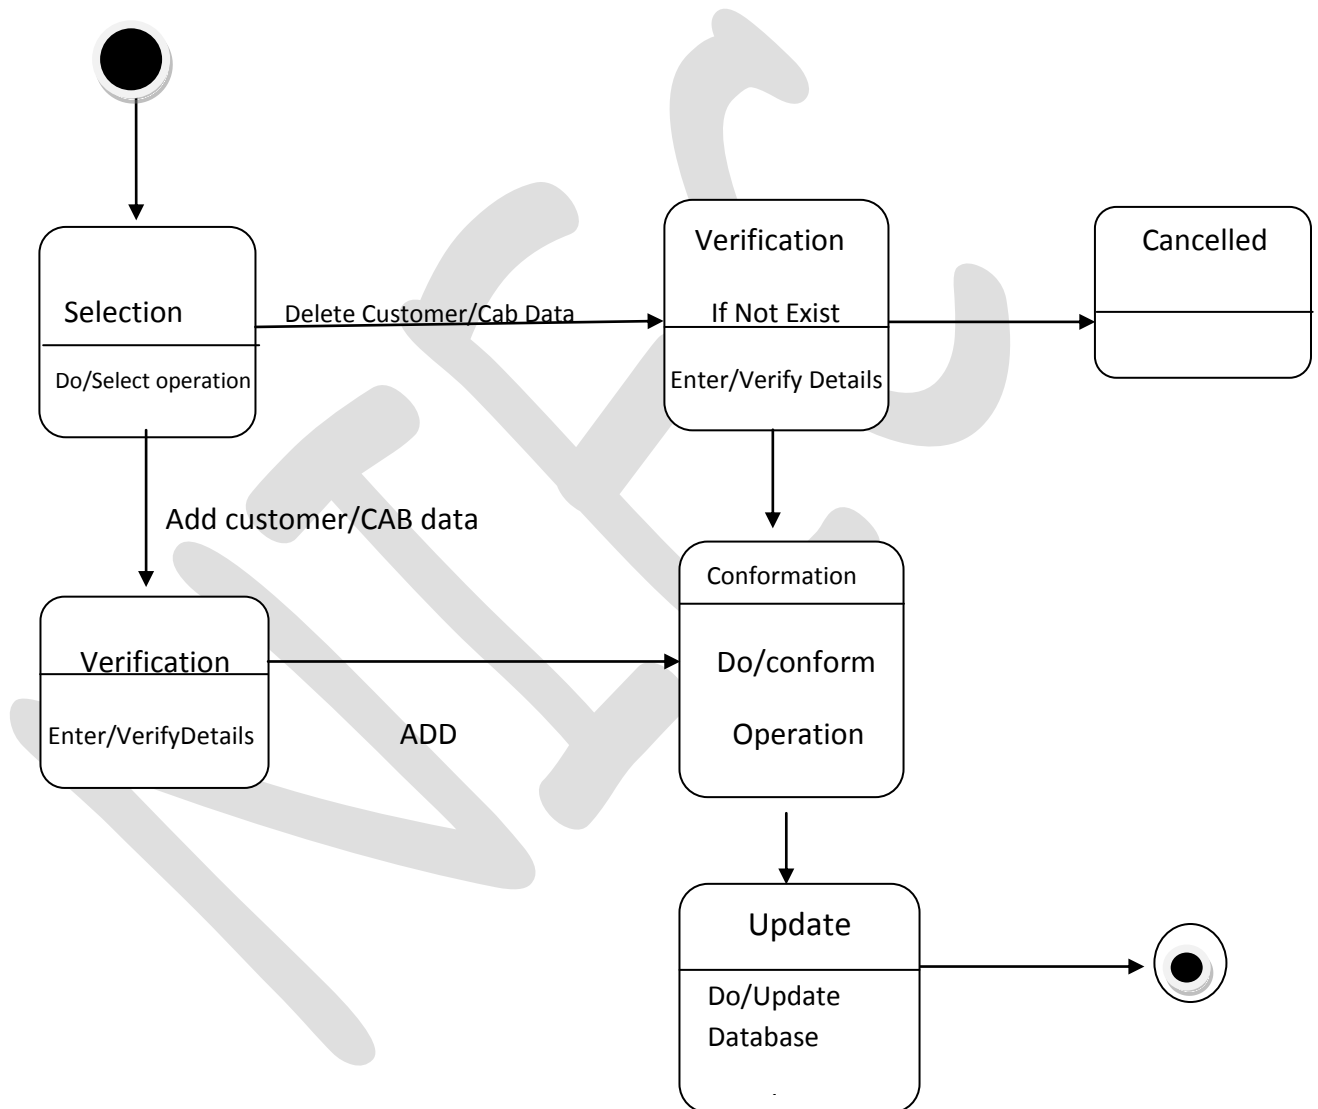 Verification
Cancelled
Selection
Delete Customer/Cab Data
If Not Exist
Do/Select operation
Enter/Verify Details
Add customer/CAB data
Conformation
Verification
Do/conform
Enter/VerifyDetails
ADD
Operation
Update
Do/Update
Database